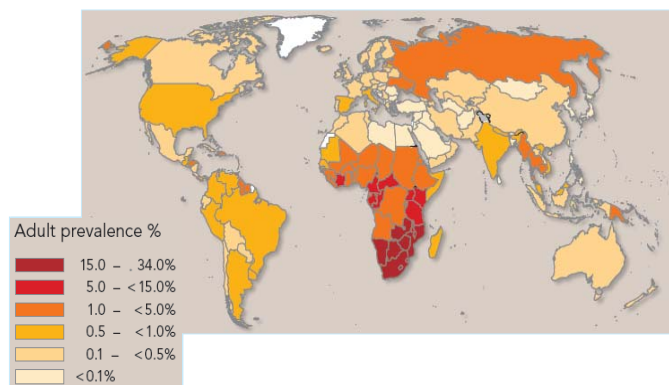 Adult prevalence %
15.0 – . 34.0%
5.0 – <15.0%
1.0 – <5.0%
0.5 – <1.0%
0.1 – <0.5%
<0.1%